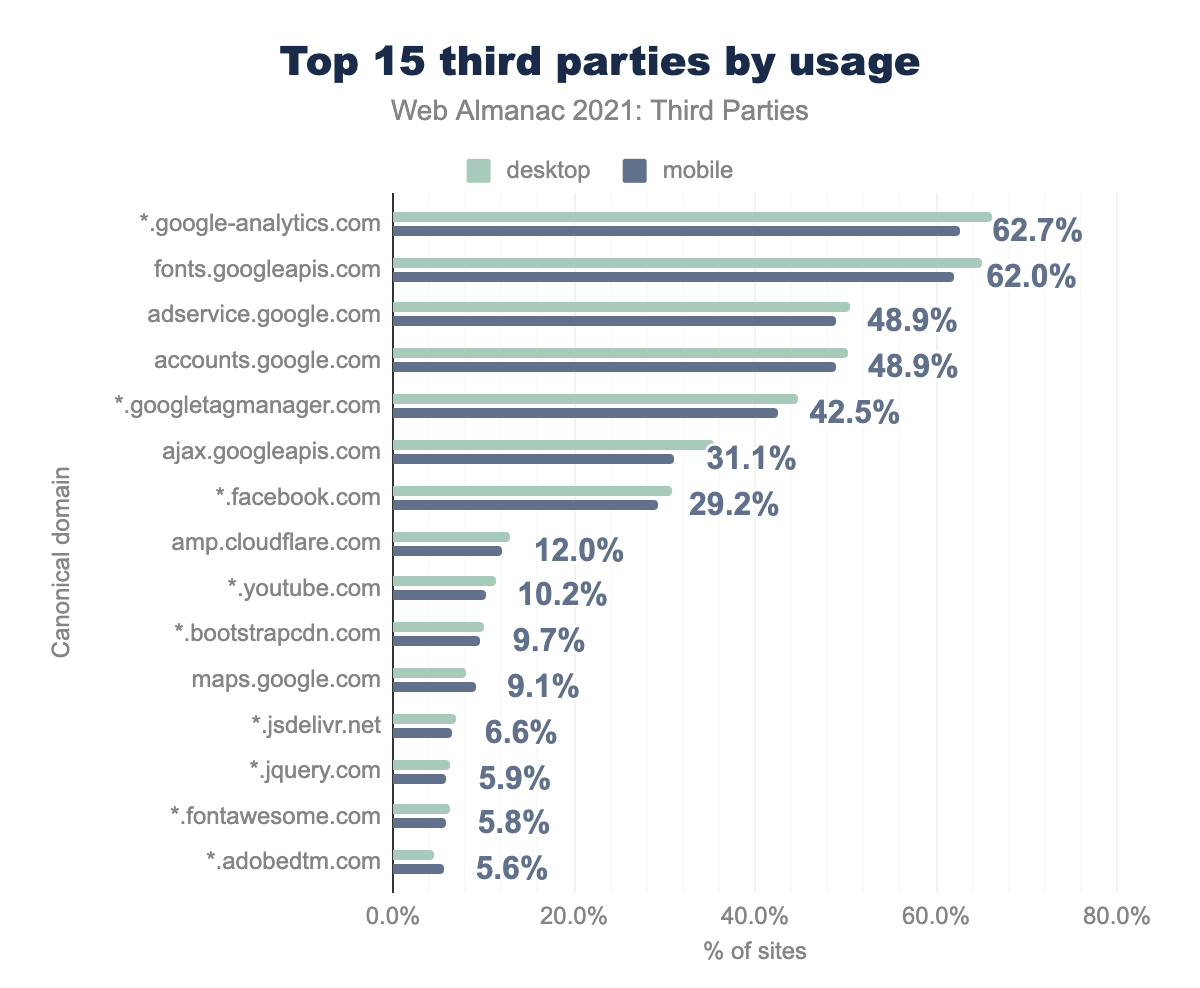 Top 15 third parties by usage
Web Almanac 2021: Third Parties
desktop mobile
*.google-analytics.com 62.7%
fonts.googleapis.com 62.0%
adservice.google.com 48.9%
accounts.google.com 48.9%
*.googletagmanager.com 42.5%
ajax.googleapis.com 31.1%
*.facebook.com 29.2%
amp.cloudflare.com 12.0%
*.youtube.com 10.2%
*.bootstrapcdn.com 9.7%
maps.google.com 9.1%
*.jsdelivr.net 6.6%
*.jquery.com 5.9%
*.fontawesome.com 5.8%
*.adobedtm.com 5.6%
Canonical domain
0.0% 20.0% 40.0% 60.0% 80.0%
% of sites